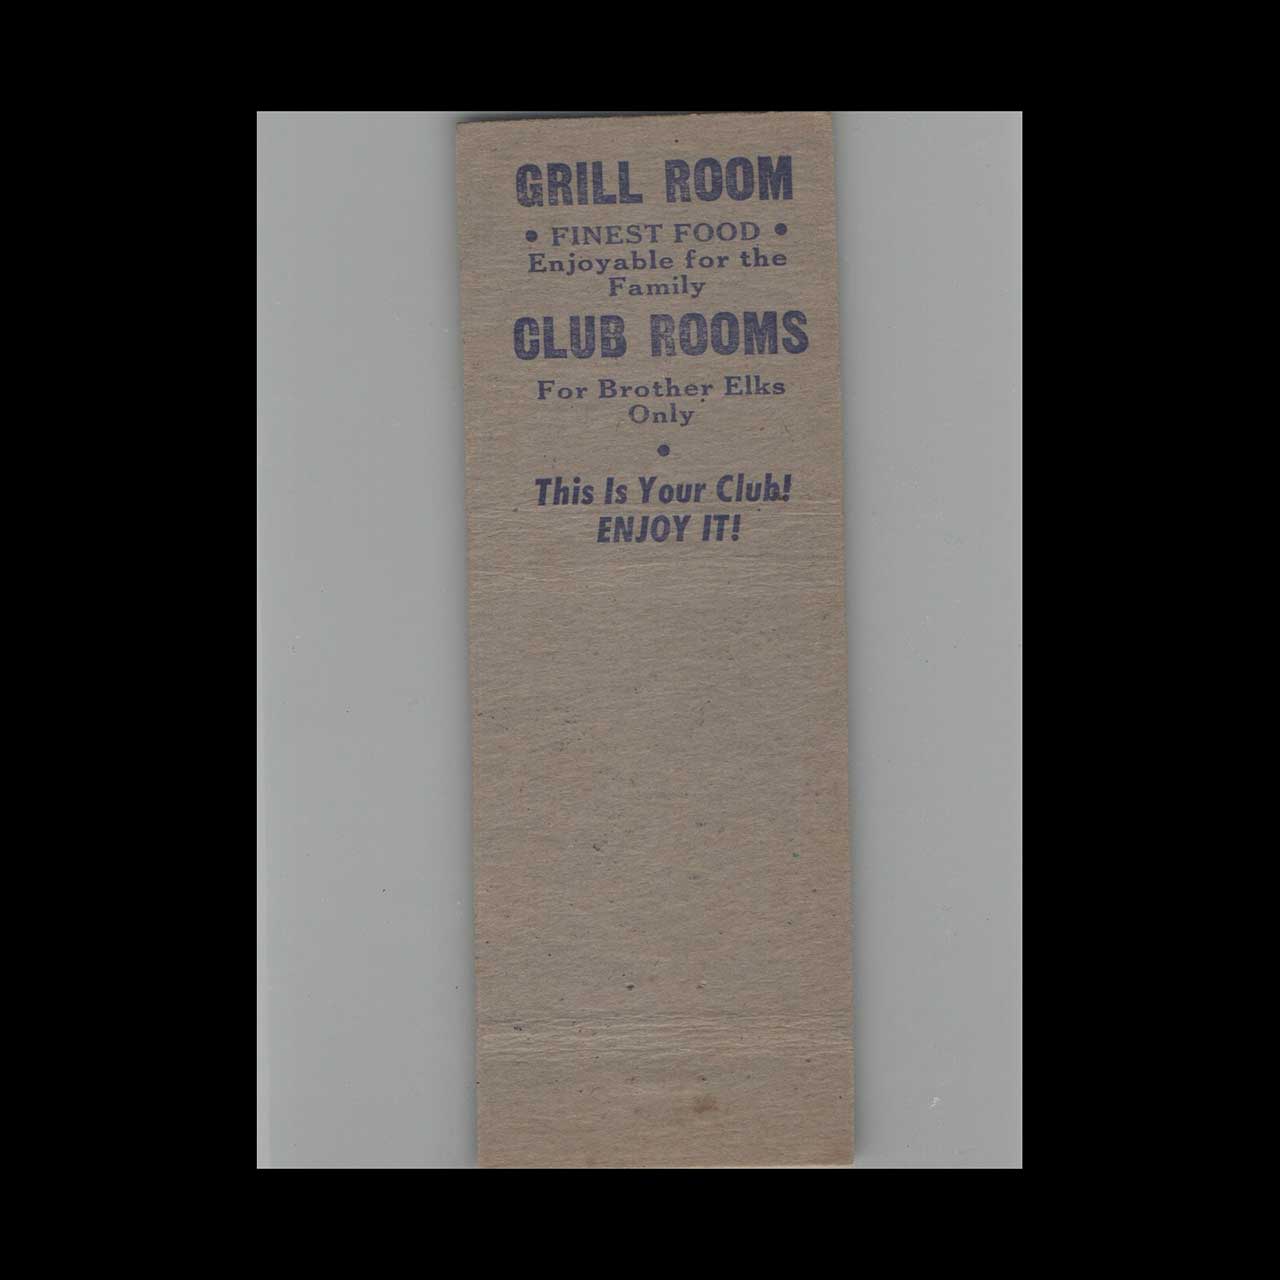 GRILL ROOM
• FINEST FOOD •
Enjoyable for the
Family
CLUB ROOMS
For Brother Elks
Only
•
This Is Your Club!
ENJOY IT!